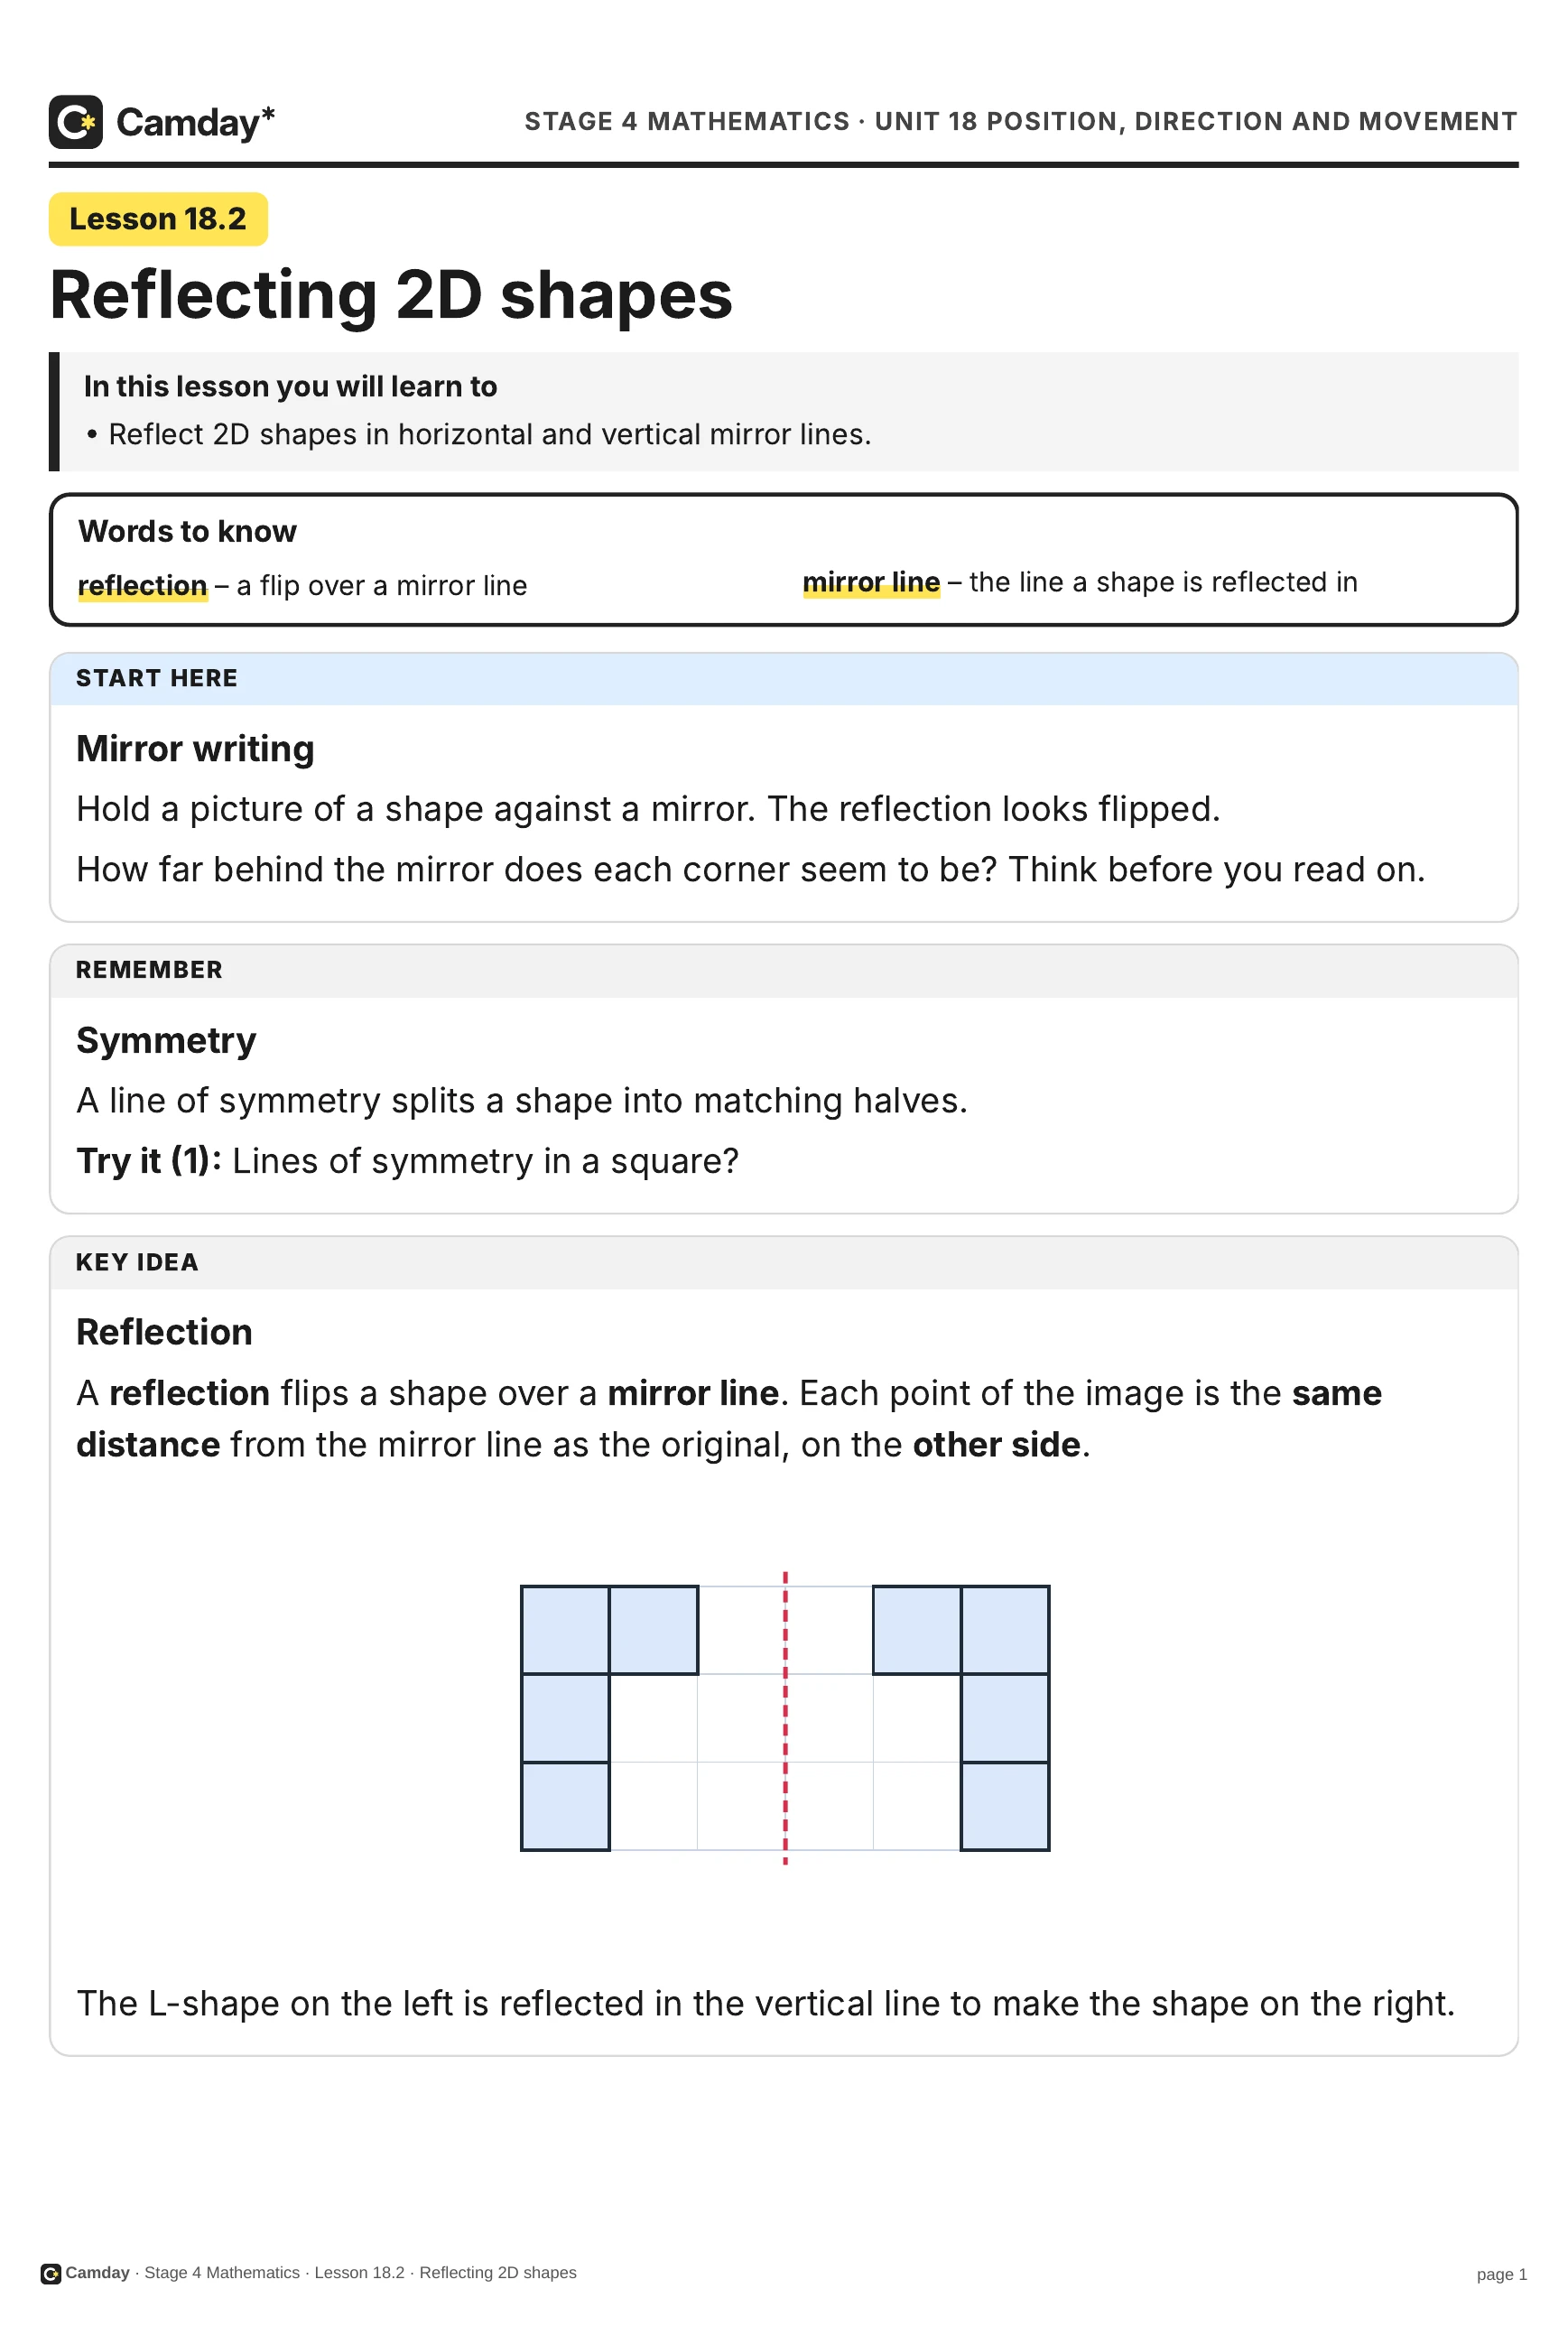 Camday*
STAGE 4 MATHEMATICS · UNIT 18 POSITION, DIRECTION AND MOVEMENT
Lesson 18.2
Reflecting 2D shapes
In this lesson you will learn to
• Reflect 2D shapes in horizontal and vertical mirror lines.
Words to know
reflection – a flip over a mirror line
mirror line – the line a shape is reflected in
START HERE
Mirror writing
Hold a picture of a shape against a mirror. The reflection looks flipped.
How far behind the mirror does each corner seem to be? Think before you read on.
REMEMBER
Symmetry
A line of symmetry splits a shape into matching halves.
Try it (1): Lines of symmetry in a square?
KEY IDEA
Reflection
A reflection flips a shape over a mirror line. Each point of the image is the same
distance from the mirror line as the original, on the other side.
The L-shape on the left is reflected in the vertical line to make the shape on the right.
Camday · Stage 4 Mathematics · Lesson 18.2 · Reflecting 2D shapes
page 1